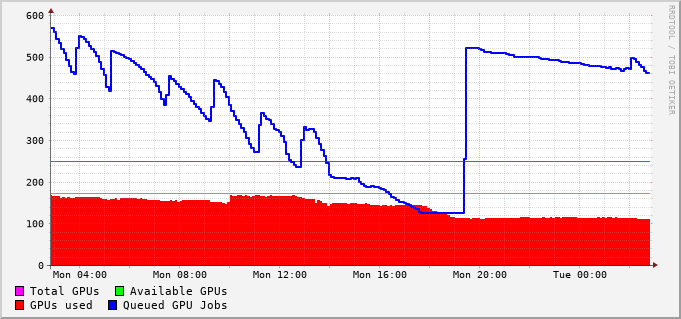 600
500
400
300
200
100
0
Mon 04:00 Mon 08:00 Mon 12:00 Mon 16:00 Mon 20:00 Tue 00:00
Total GPUs Available GPUs
GPUs used Queued GPU Jobs
RRDTOOL / TOBI OETIKER